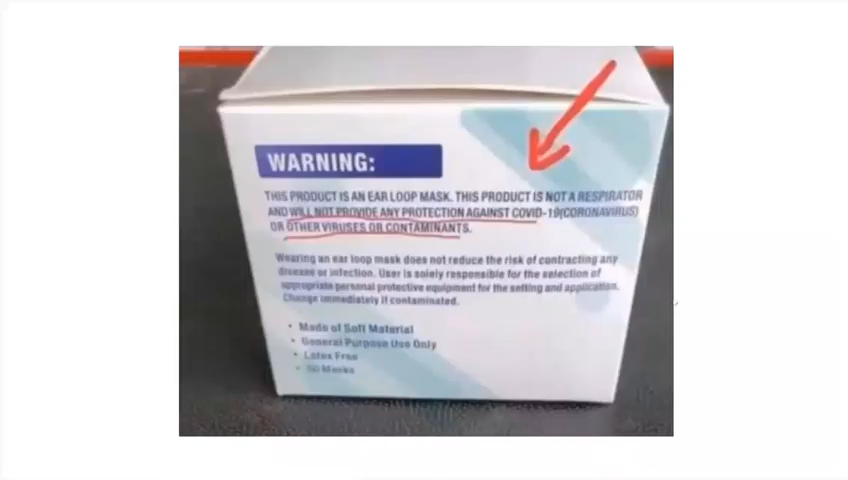 WARNING:
THIS PRODUCT IS AN EAR LOOP MASK. THIS PRODUCT IS NOT A RESPIRATOR
AND WILL NOT PROVIDE ANY PROTECTION AGAINST COVID-19(CORONAVIRUS)
OR OTHER VIRUSES OR CONTAMINANTS.
Wearing an ear loop mask does not reduce the risk of contracting any
disease or infection. User is solely responsible for the selection of
appropriate personal protective equipment for the setting and application.
Change immediately if contaminated.
• Made of Soft Material
• General Purpose Use Only
• Latex Free
• 50 Masks